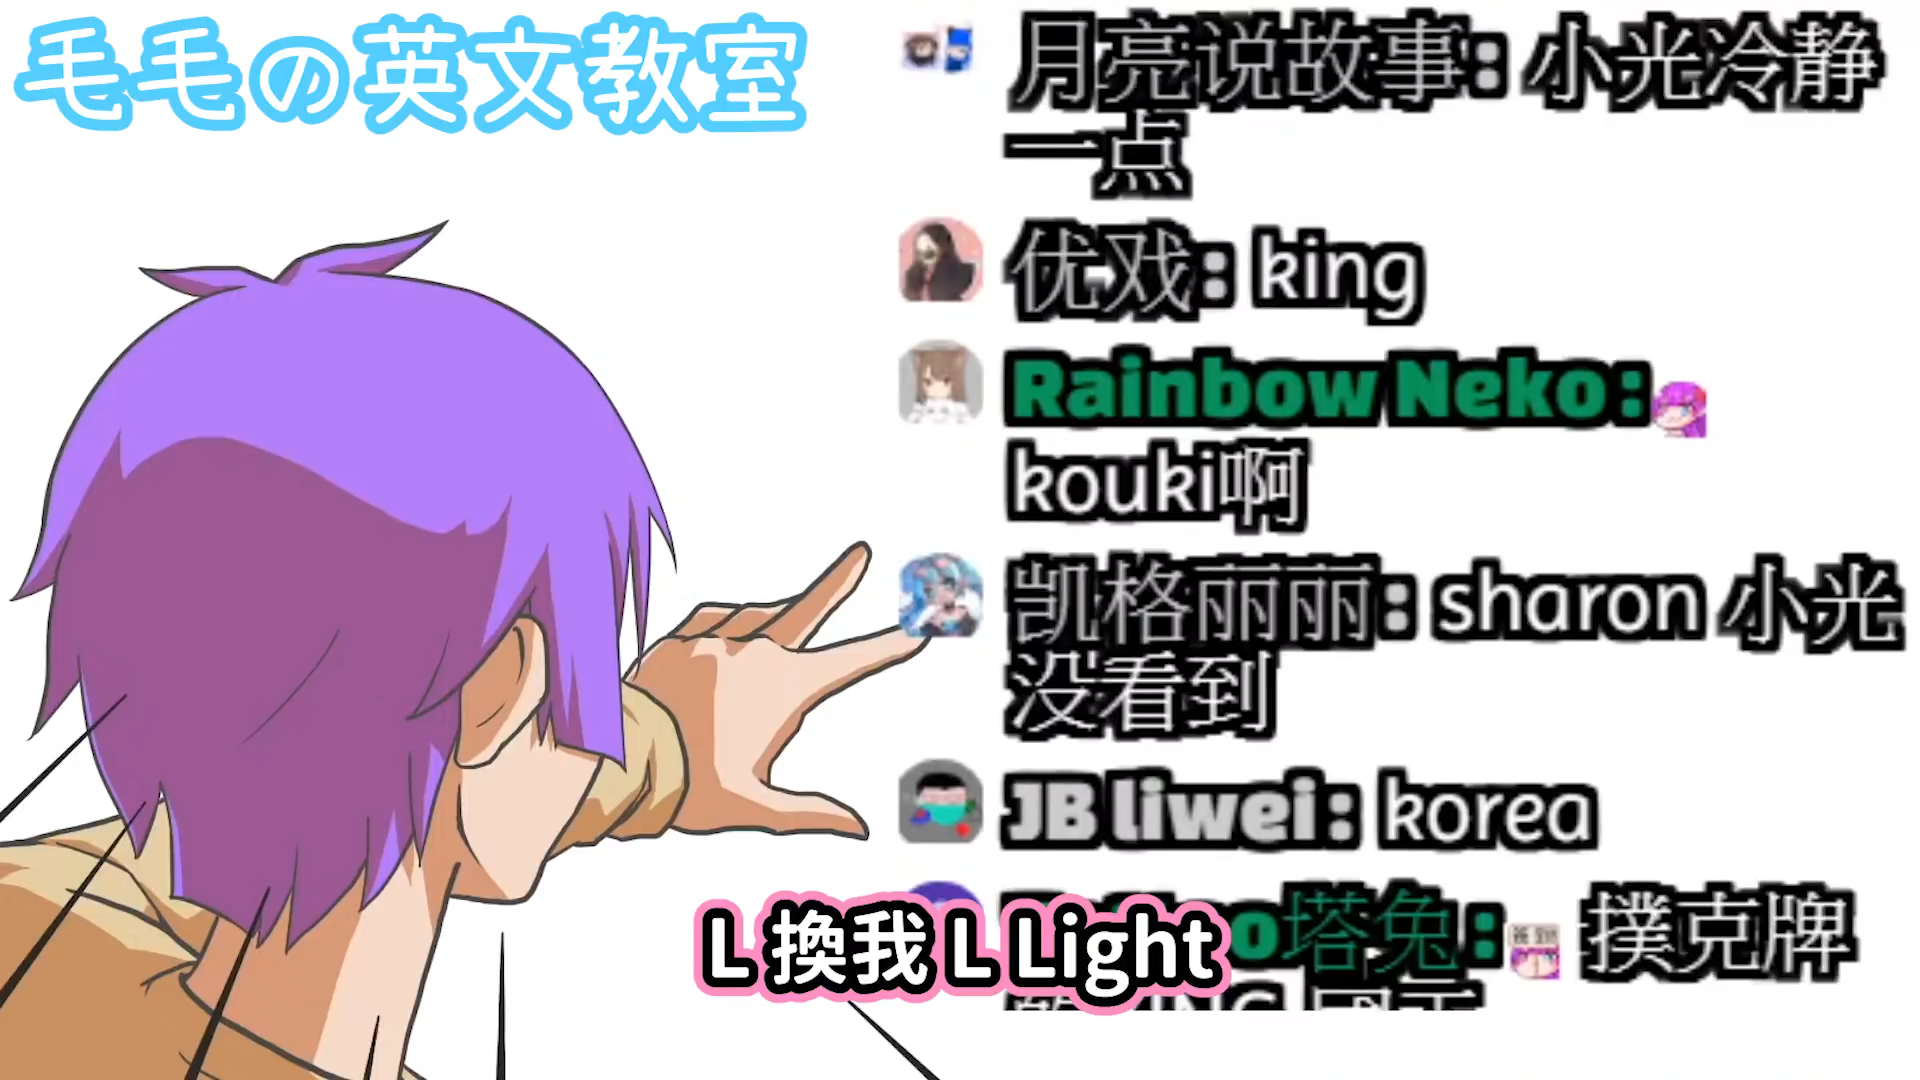 毛毛の英文教室
月亮说故事: 小光冷静
一点
优戏: king
Rainbow Neko:
kouki啊
凯格丽丽: sharon 小光
没看到
JB liwei: korea
塔兔: 撲克牌
L 換我 L Light